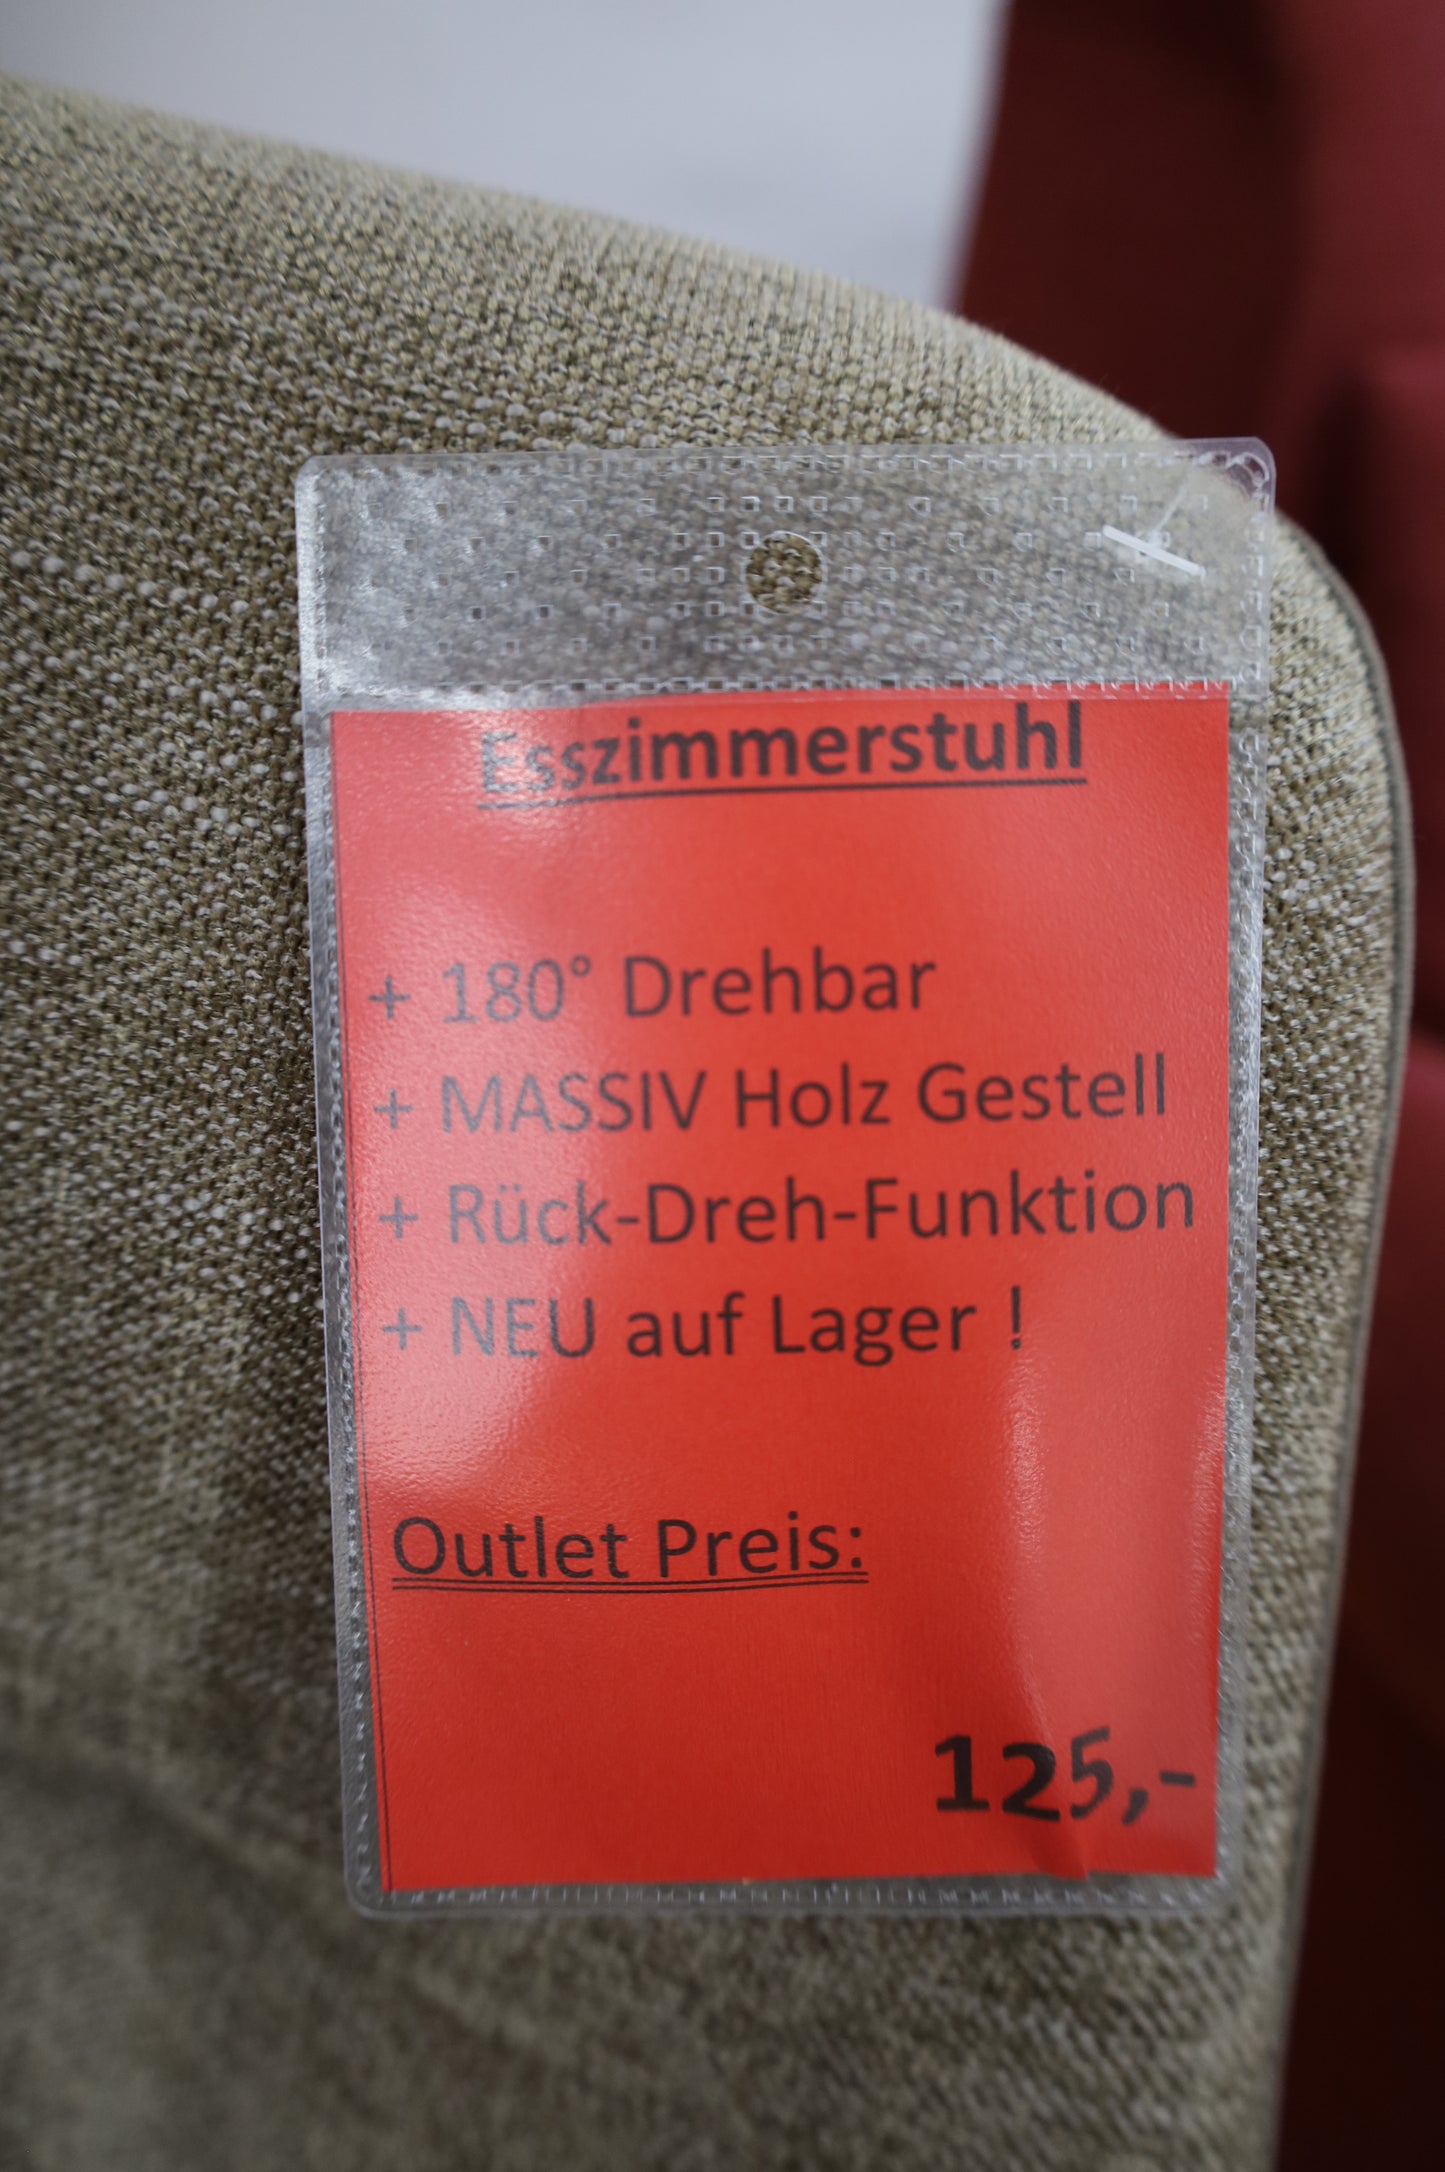 Esszimmerstuhl
+ 180° Drehbar
+ MASSIV Holz Gestell
+ Rück-Dreh-Funktion
+ NEU auf Lager !
Outlet Preis:
125,-